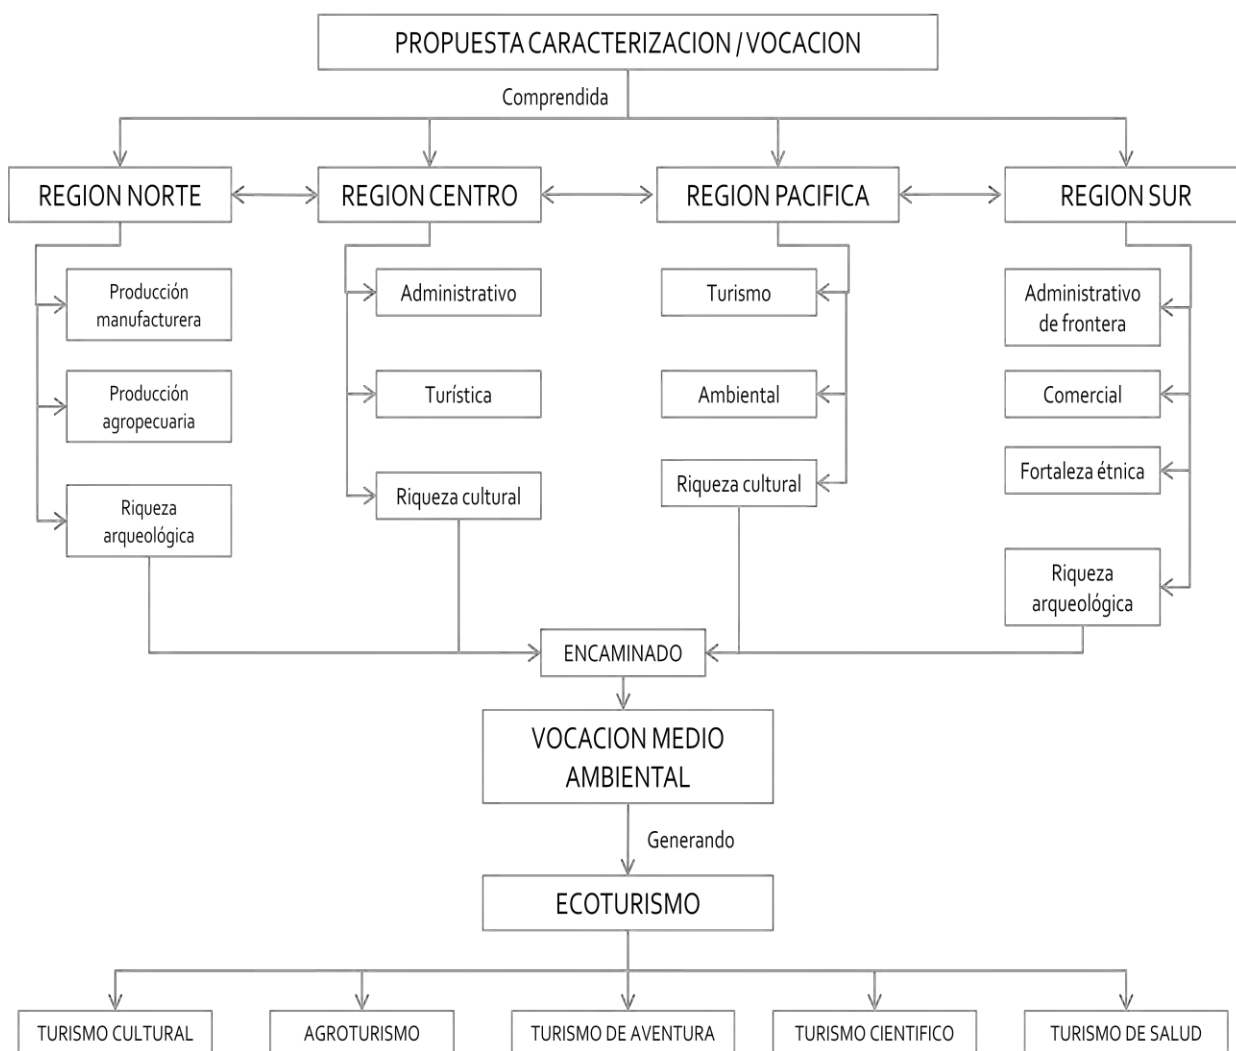 PROPUESTA CARACTERIZACION / VOCACION
Comprendida
REGION NORTE
REGION CENTRO
REGION PACIFICA
REGION SUR
Producción
manufacturera
Producción
agropecuaria
Riqueza
arqueológica
Administrativo
Turística
Riqueza cultural
Turismo
Ambiental
Riqueza cultural
Administrativo
de frontera
Comercial
Fortaleza étnica
Riqueza
arqueológica
ENCAMINADO
VOCACION MEDIO
AMBIENTAL
Generando
ECOTURISMO
TURISMO CULTURAL
AGROTURISMO
TURISMO DE AVENTURA
TURISMO CIENTIFICO
TURISMO DE SALUD